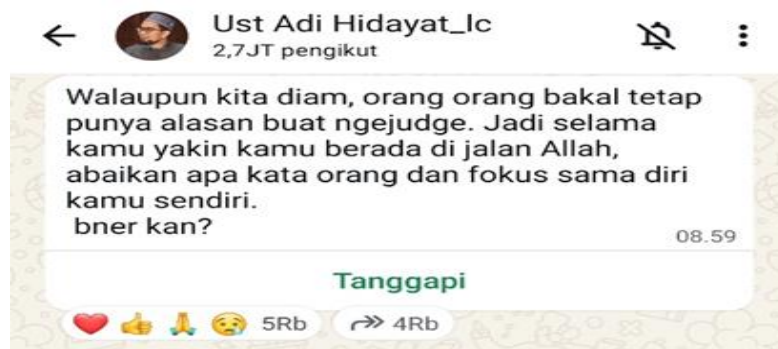 Ust Adi Hidayat_lc
2,7JT pengikut
Walaupun kita diam, orang orang bakal tetap
punya alasan buat ngejudge. Jadi selama
kamu yakin kamu berada di jalan Allah,
abaikan apa kata orang dan fokus sama diri
kamu sendiri.
bner kan?
08.59
Tanggapi
5Rb 4Rb